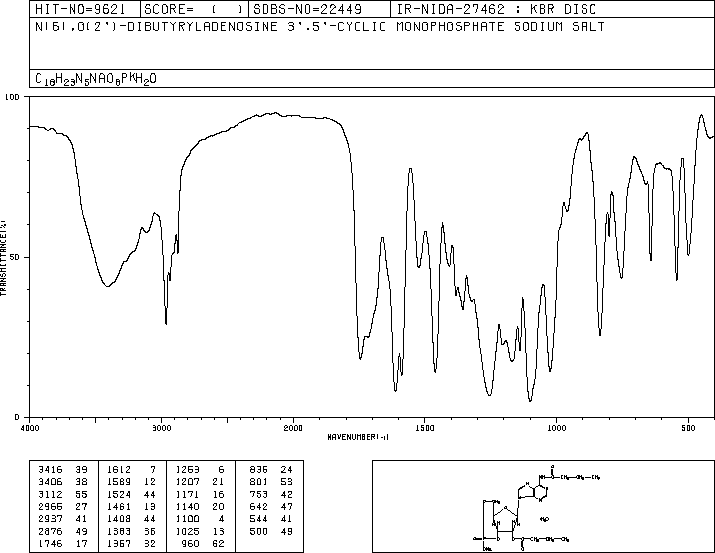 HIT-NO=9621 SCORE= ( ) SDBS-NO=22449 IR-NIDA-27462 : KBR DISC
N(6),O(2')-DIBUTYRYLADENOSINE 3',5'-CYCLIC MONOPHOSPHATE SODIUM SALT
C18H23N5NAO8PKH2O
100
50
0
TRANSMITTANCE(%)
4000 3000 2000 1500 1000 500
WAVENUMBER(-1)
3416 39 1612 7 1253 6 836 24
3406 38 1589 12 1207 21 801 53
3112 55 1524 44 1171 16 753 42
2966 27 1461 13 1140 20 642 47
2937 41 1408 44 1100 4 544 41
2876 49 1383 36 1025 13 500 49
1746 17 1357 32 960 62